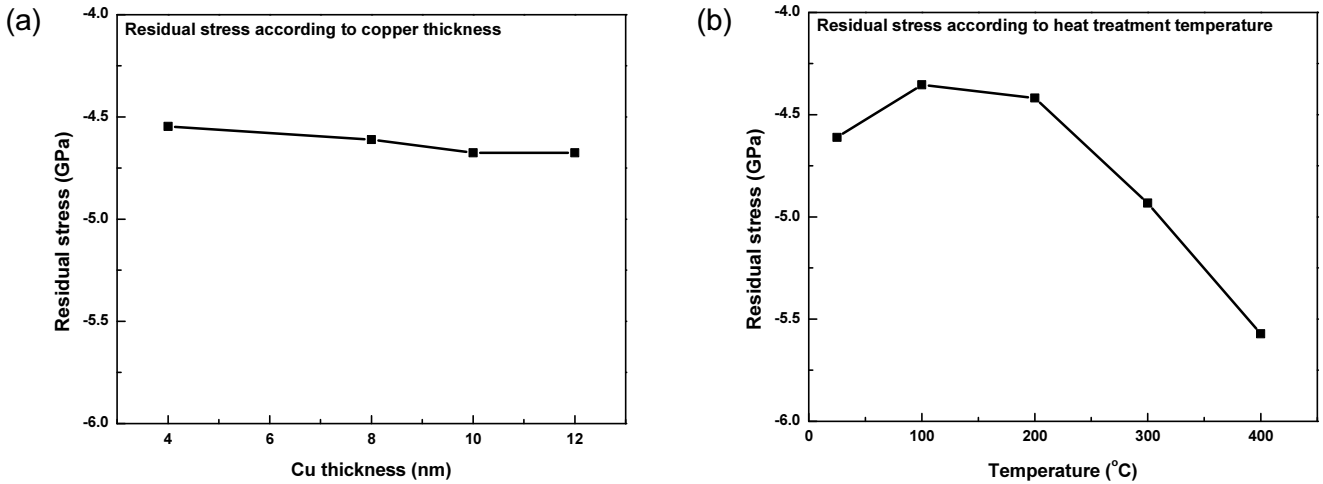 (a)
Residual stress according to copper thickness
-4.0
-4.5
-5.0
-5.5
-6.0
Residual stress (GPa)
4 6 8 10 12
Cu thickness (nm)
(b)
Residual stress according to heat treatment temperature
-4.0
-4.5
-5.0
-5.5
-6.0
Residual stress (GPa)
0 100 200 300 400
Temperature (°C)